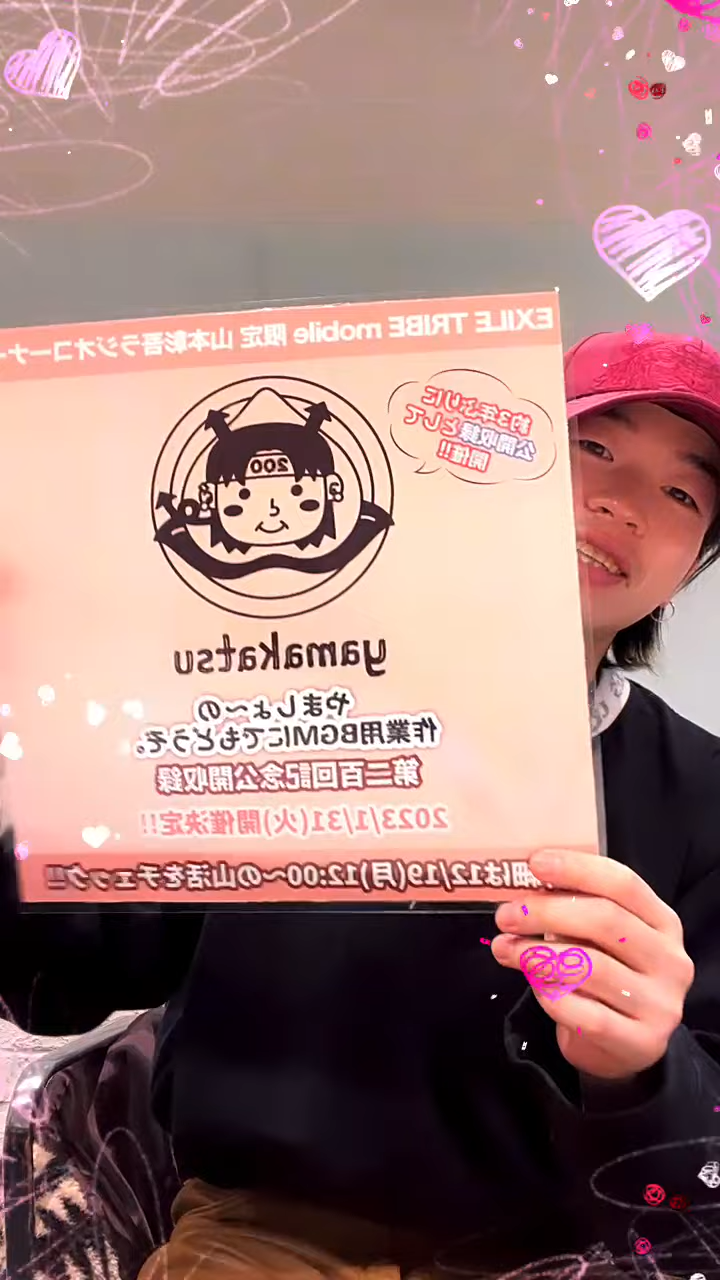 EXILE TRIBE mobile 限定 山本彰吾ラジオコーナー
約3年ぶりに
公開収録として
開催!!
200
yamakatsu
やましょ〜の
作業用BGMにでもどうぞ。
第二百回記念公開収録
2023/1/31(火)開催決定!!
細は12/19(月)12:00〜の山活をチェック!!